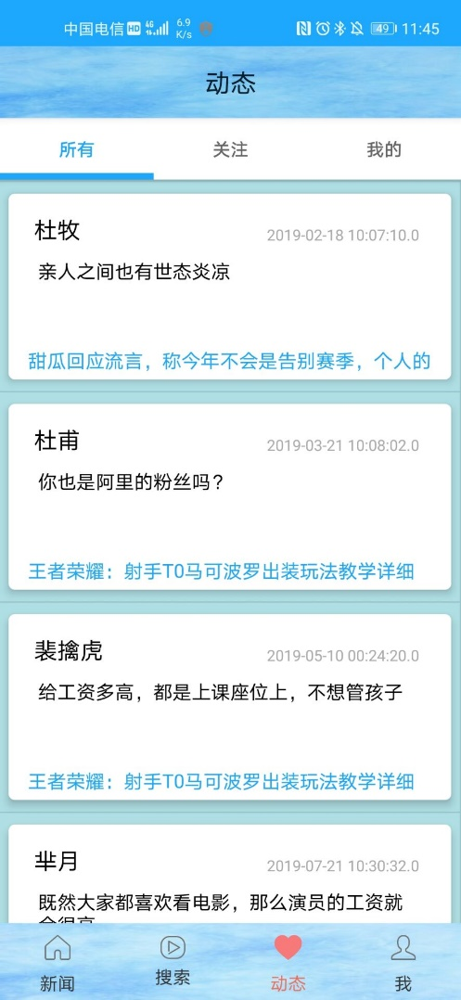 中国电信 HD 4G 6.9 K/s 49 11:45
动态
所有 关注 我的
杜牧 2019-02-18 10:07:10.0
亲人之间也有世态炎凉
甜瓜回应流言，称今年不会是告别赛季，个人的
杜甫 2019-03-21 10:08:02.0
你也是阿里的粉丝吗？
王者荣耀：射手T0马可波罗出装玩法教学详细
裴擒虎 2019-05-10 00:24:20.0
给工资多高，都是上课座位上，不想管孩子
王者荣耀：射手T0马可波罗出装玩法教学详细
芈月 2019-07-21 10:30:32.0
既然大家都喜欢看电影，那么演员的工资就
会很高
新闻 搜索 动态 我